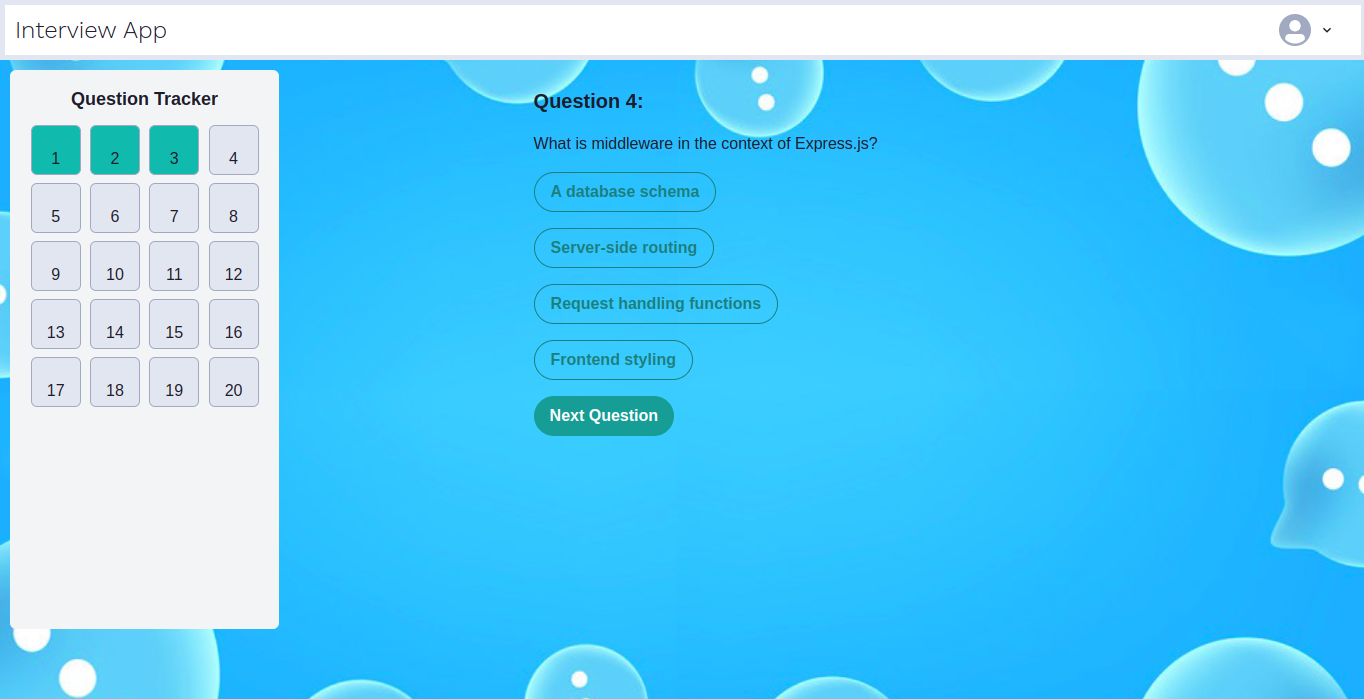 Interview App
Question Tracker
1 2 3 4
5 6 7 8
9 10 11 12
13 14 15 16
17 18 19 20
Question 4:
What is middleware in the context of Express.js?
A database schema
Server-side routing
Request handling functions
Frontend styling
Next Question